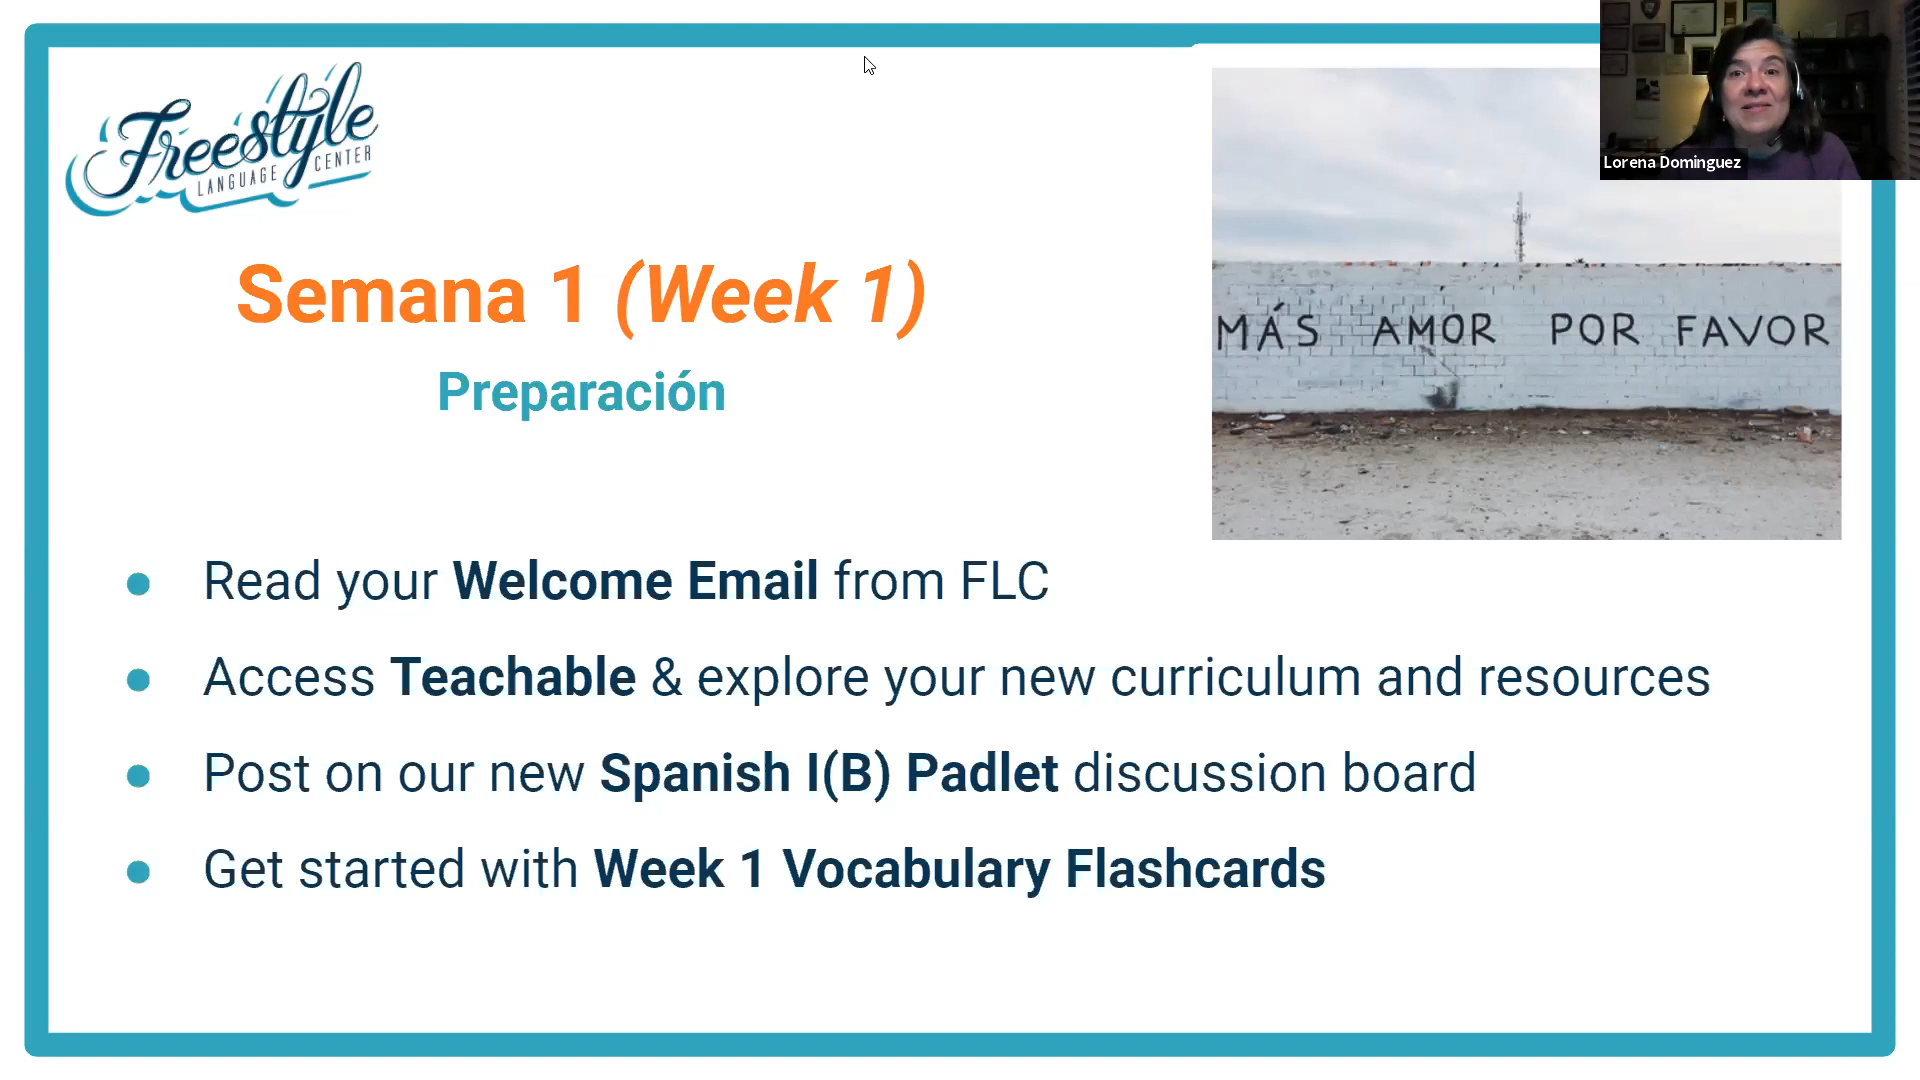 Freestyle
LANGUAGE CENTER
Lorena Dominguez
Semana 1 (Week 1)
Preparación
MÁS AMOR POR FAVOR
Read your Welcome Email from FLC
Access Teachable & explore your new curriculum and resources
Post on our new Spanish I(B) Padlet discussion board
Get started with Week 1 Vocabulary Flashcards